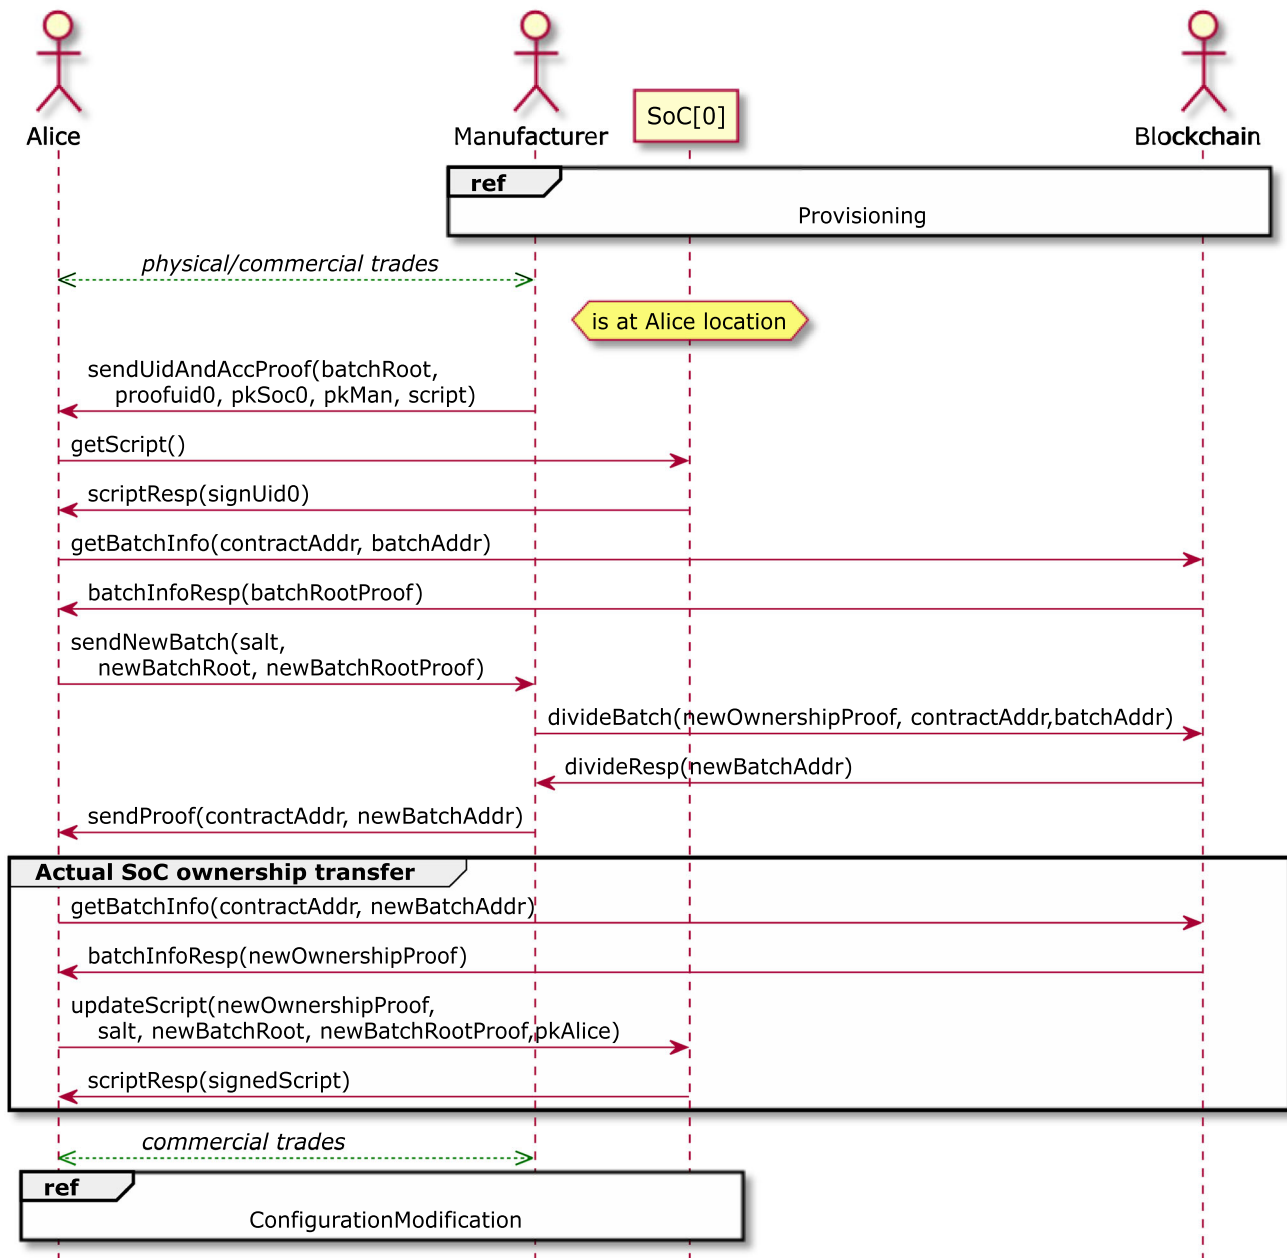 Alice
Manufacturer
SoC[0]
Blockchain
ref
Provisioning
physical/commercial trades
is at Alice location
sendUidAndAccProof(batchRoot,
proofuid0, pkSoc0, pkMan, script)
getScript()
scriptResp(signUid0)
getBatchInfo(contractAddr, batchAddr)
batchInfoResp(batchRootProof)
sendNewBatch(salt,
newBatchRoot, newBatchRootProof)
divideBatch(newOwnershipProof, contractAddr,batchAddr)
divideResp(newBatchAddr)
sendProof(contractAddr, newBatchAddr)
Actual SoC ownership transfer
getBatchInfo(contractAddr, newBatchAddr)
batchInfoResp(newOwnershipProof)
updateScript(newOwnershipProof,
salt, newBatchRoot, newBatchRootProof,pkAlice)
scriptResp(signedScript)
commercial trades
ref
ConfigurationModification